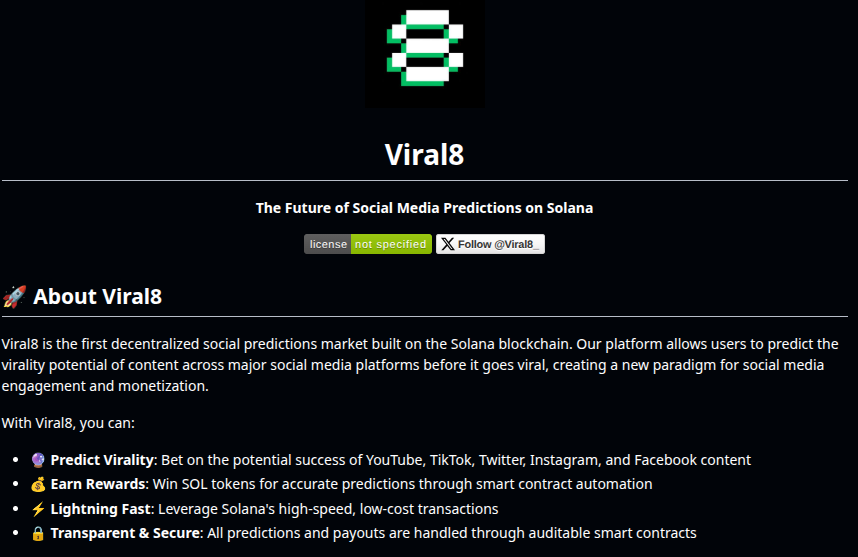 Viral8
The Future of Social Media Predictions on Solana
license not specified Follow @Viral8_
🚀 About Viral8
Viral8 is the first decentralized social predictions market built on the Solana blockchain. Our platform allows users to predict the
virality potential of content across major social media platforms before it goes viral, creating a new paradigm for social media
engagement and monetization.
With Viral8, you can:
• 🔮 Predict Virality: Bet on the potential success of YouTube, TikTok, Twitter, Instagram, and Facebook content
• 💰 Earn Rewards: Win SOL tokens for accurate predictions through smart contract automation
• ⚡ Lightning Fast: Leverage Solana's high-speed, low-cost transactions
• 🔒 Transparent & Secure: All predictions and payouts are handled through auditable smart contracts